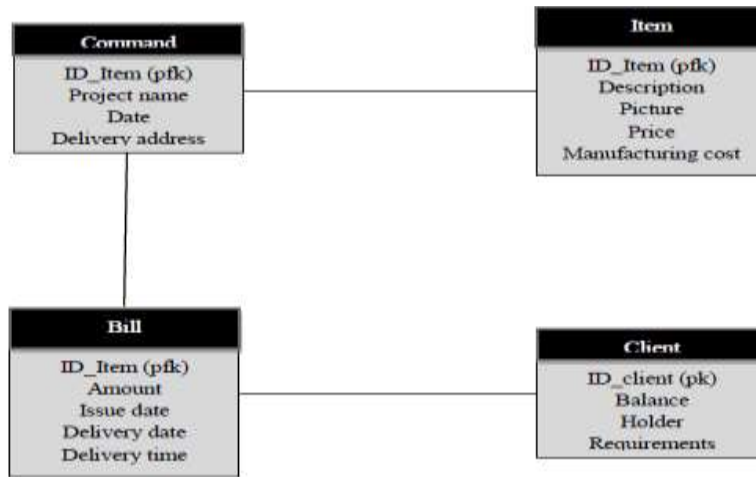 Command
ID_Item (pfk)
Project name
Date
Delivery address
Item
ID_Item (pfk)
Description
Picture
Price
Manufacturing cost
Bill
ID_Item (pfk)
Amount
Issue date
Delivery date
Delivery time
Client
ID_client (pk)
Balance
Holder
Requirements